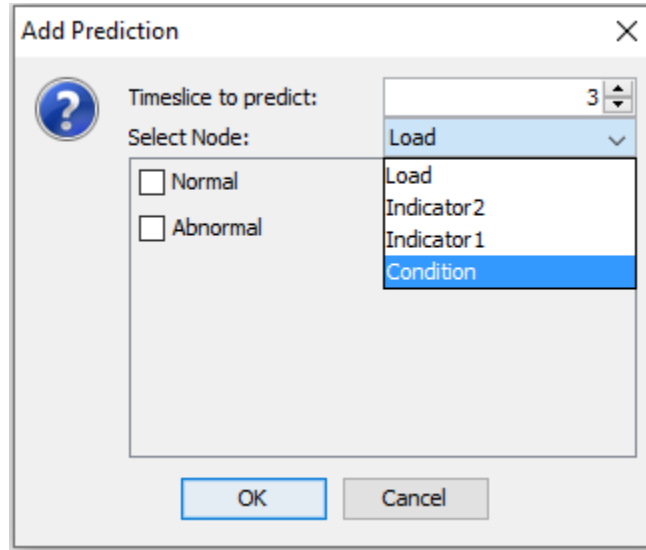 Add Prediction
Timeslice to predict: 3
Select Node: Load
Normal
Abnormal
Load
Indicator2
Indicator1
Condition
OK Cancel